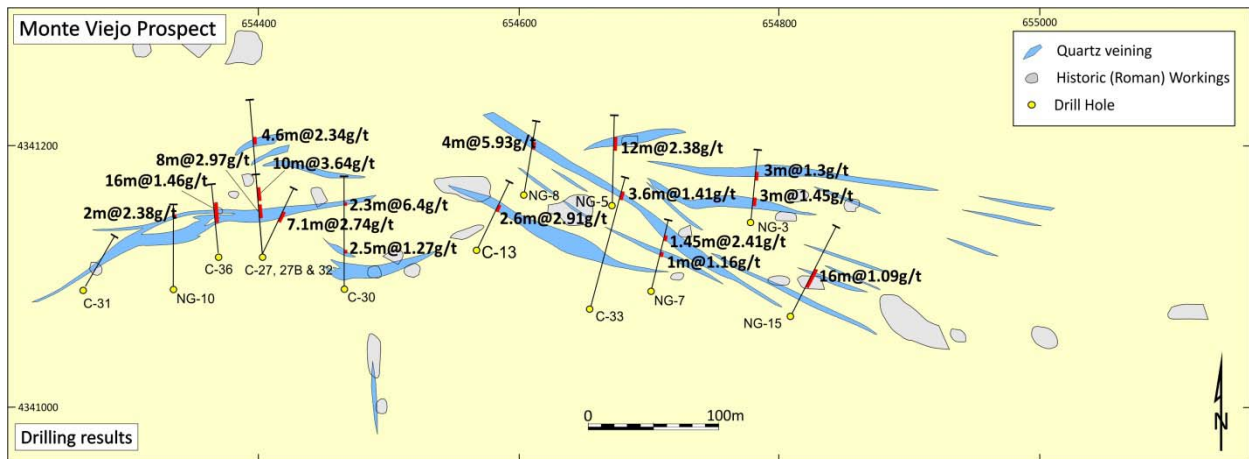 Monte Viejo Prospect
654400
654600
654800
655000
Quartz veining
Historic (Roman) Workings
Drill Hole
4341200
4.6m@2.34g/t
8m@2.97g/t
10m@3.64g/t
16m@1.46g/t
2m@2.38g/t
2.3m@6.4g/t
7.1m@2.74g/t
2.5m@1.27g/t
4m@5.93g/t
12m@2.38g/t
3m@1.3g/t
3.6m@1.41g/t
3m@1.45g/t
2.6m@2.91g/t
1.45m@2.41g/t
1m@1.16g/t
16m@1.09g/t
NG-8
NG-5
NG-3
C-13
C-36
C-27, 27B & 32
C-31
NG-10
C-30
C-33
NG-7
NG-15
4341000
0
100m
N
Drilling results